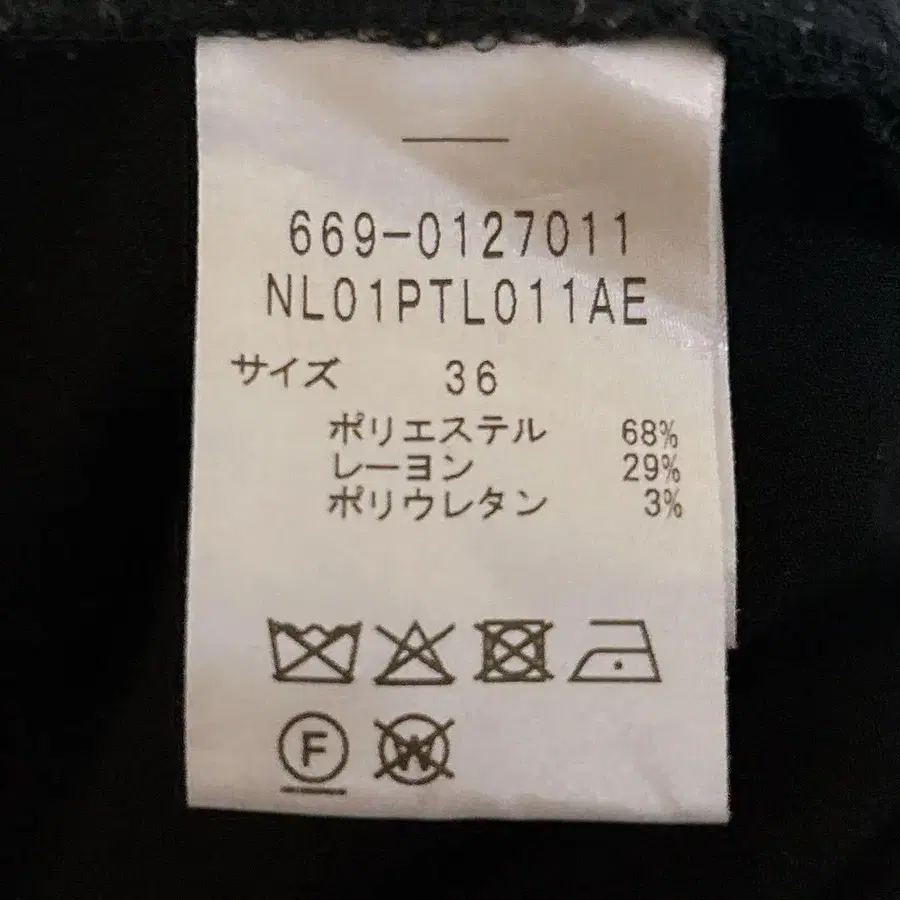 669-0127011
NL01PTL011AE
サイズ 36
ポリエステル 68%
レーヨン 29%
ポリウレタン 3%
F W